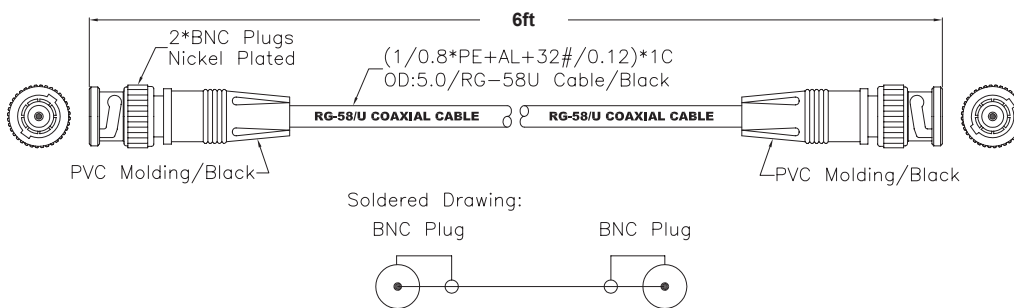 6ft
2*BNC Plugs
Nickel Plated
(1/0.8*PE+AL+32#/0.12)*1C
OD:5.0/RG-58U Cable/Black
RG-58/U COAXIAL CABLE
RG-58/U COAXIAL CABLE
PVC Molding/Black
PVC Molding/Black
Soldered Drawing:
BNC Plug
BNC Plug